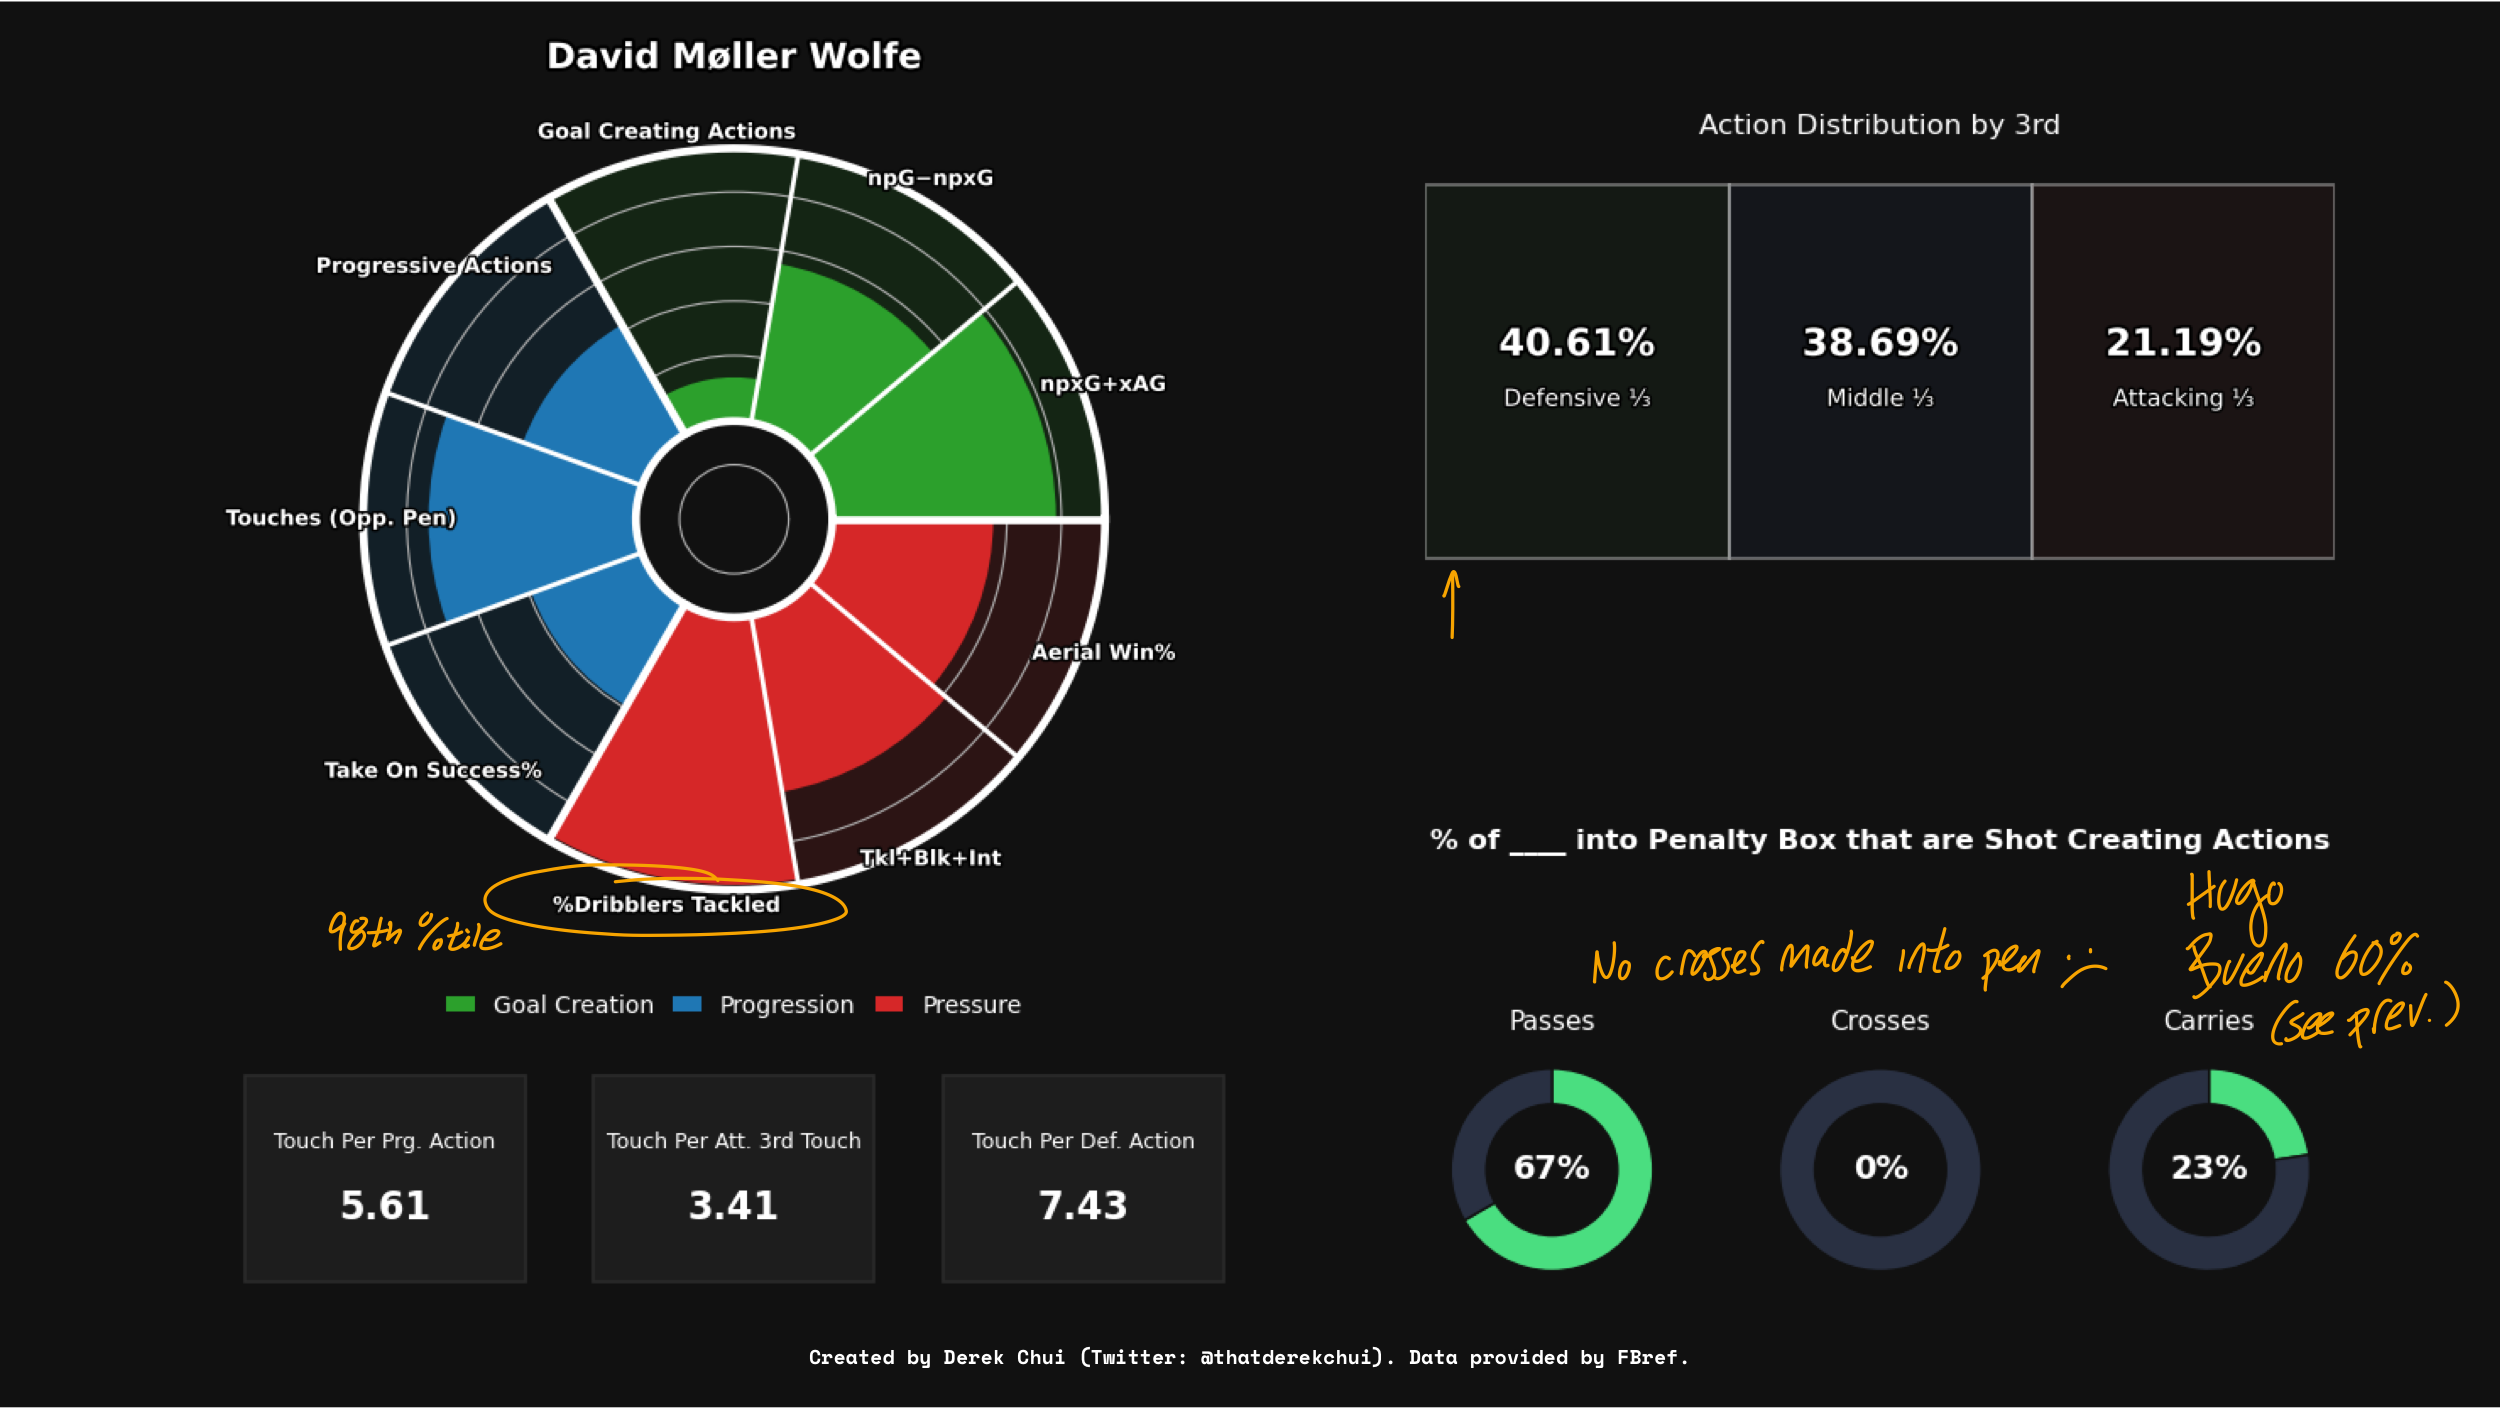 David Møller Wolfe
Goal Creating Actions
npG−npxG
Progressive Actions
npxG+xAG
Touches (Opp. Pen)
Aerial Win%
Take On Success%
Tkl+Blk+Int
%Dribblers Tackled
98th %tile
Goal Creation
Progression
Pressure
Touch Per Prg. Action
5.61
Touch Per Att. 3rd Touch
3.41
Touch Per Def. Action
7.43
Action Distribution by 3rd
40.61%
Defensive ⅓
38.69%
Middle ⅓
21.19%
Attacking ⅓
% of ____ into Penalty Box that are Shot Creating Actions
No crosses made into pen :(
Hugo
Bueno 60%
(see prev.)
Passes
67%
Crosses
0%
Carries
23%
Created by Derek Chui (Twitter: @thatderekchui). Data provided by FBref.